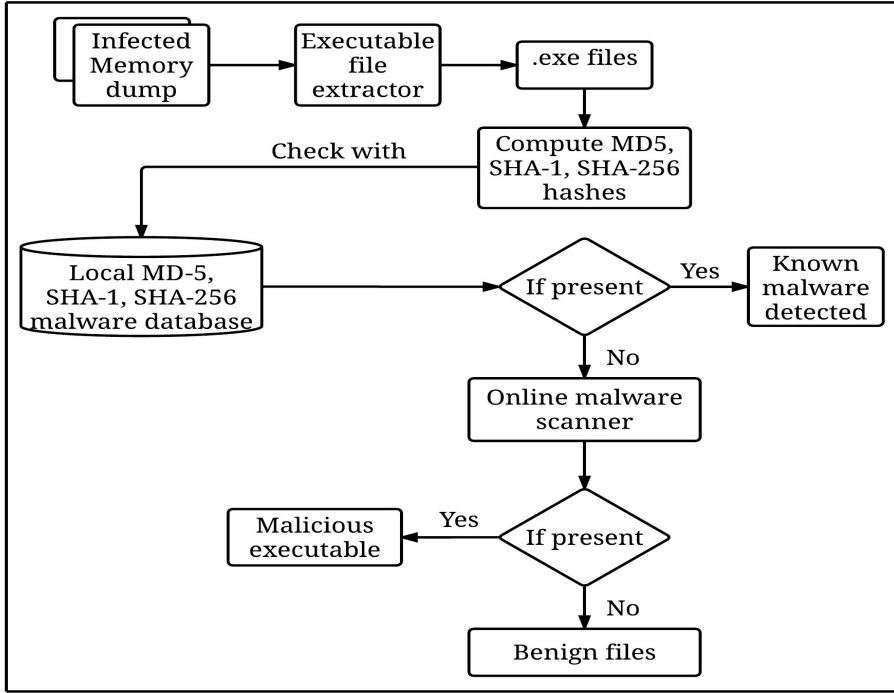 Infected
Memory
dump
Executable
file
extractor
.exe files
Compute MD5,
SHA-1, SHA-256
hashes
Check with
Local MD-5,
SHA-1, SHA-256
malware database
If present
Yes
Known
malware
detected
No
Online malware
scanner
If present
Yes
Malicious
executable
No
Benign files